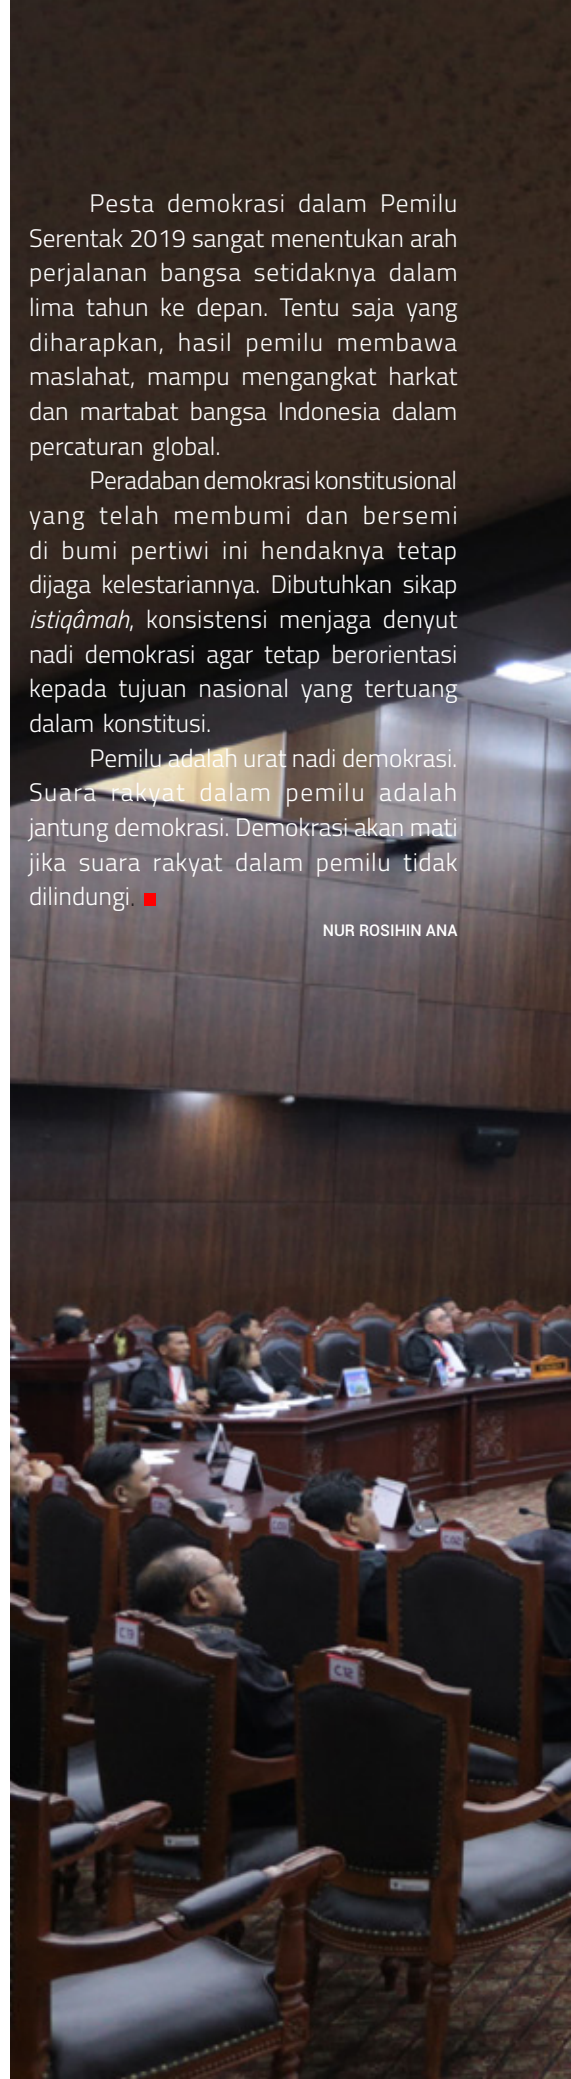 Pesta demokrasi dalam Pemilu
Serentak 2019 sangat menentukan arah
perjalanan bangsa setidaknya dalam
lima tahun ke depan. Tentu saja yang
diharapkan, hasil pemilu membawa
maslahat, mampu mengangkat harkat
dan martabat bangsa Indonesia dalam
percaturan global.
Peradaban demokrasi konstitusional
yang telah membumi dan bersemi
di bumi pertiwi ini hendaknya tetap
dijaga kelestariannya. Dibutuhkan sikap
istiqâmah, konsistensi menjaga denyut
nadi demokrasi agar tetap berorientasi
kepada tujuan nasional yang tertuang
dalam konstitusi.
Pemilu adalah urat nadi demokrasi.
Suara rakyat dalam pemilu adalah
jantung demokrasi. Demokrasi akan mati
jika suara rakyat dalam pemilu tidak
dilindungi.
NUR ROSIHIN ANA
C13
C12